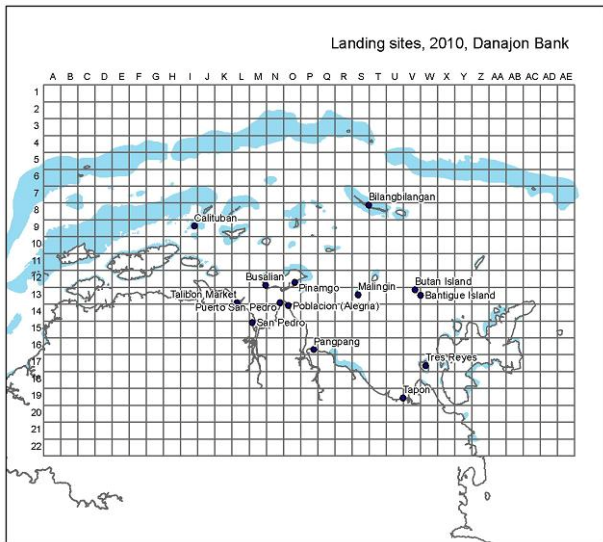 Landing sites, 2010, Danajon Bank
A B C D E F G H I J K L M N O P Q R S T U V W X Y Z AA AB AC AD AE
1
2
3
4
5
6
7
Bilangbilangan
8
Calituban
9
10
11
12
Busalian
Pinamgo
Malingin
Butan Island
13
Talibon Market
Bantigue Island
Puerto San Pedro
Poblacion (Alegria)
14
San Pedro
15
Pangpang
16
Tres Reyes
17
18
Tapon
19
20
21
22